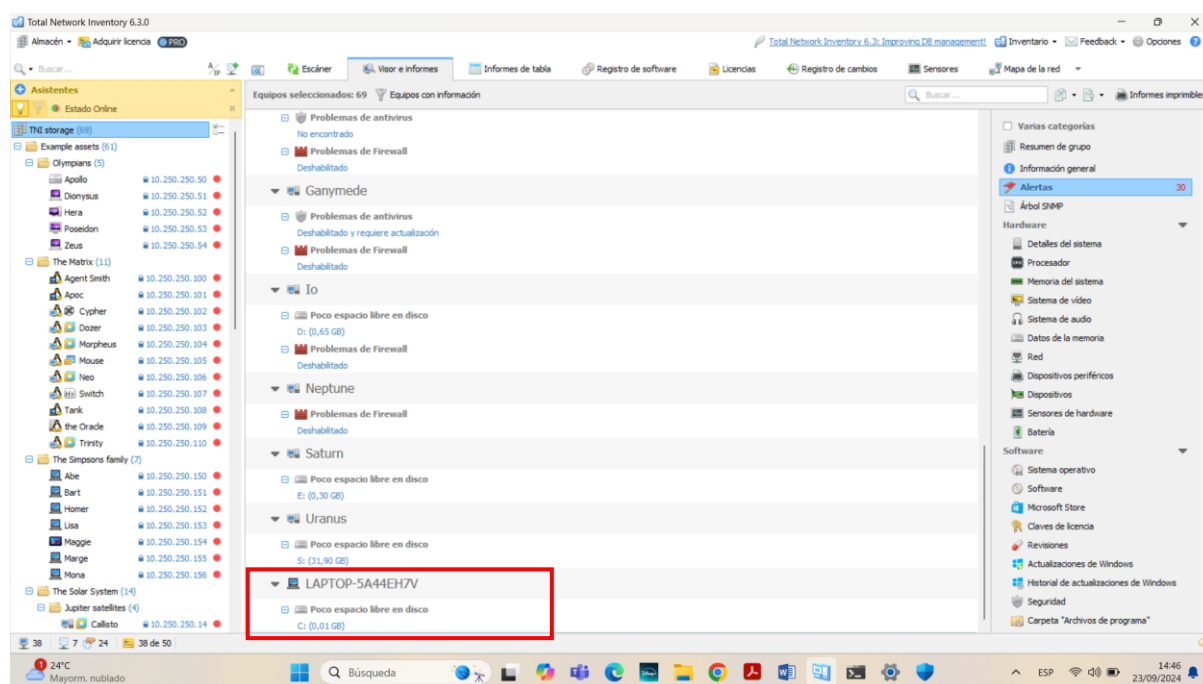 Total Network Inventory 6.3.0
Almacén Adquirir licencia PRO
Total Network Inventory 6.3: Improving DB management! Inventario Feedback Opciones
Buscar... Escáner Visor e informes Informes de tabla Registro de software Licencias Registro de cambios Sensores Mapa de la red
Asistentes
Estado Online
Equipos seleccionados: 69 Equipos con información Buscar... Informes imprimibles
TNI storage (69)
Example assets (61)
Olympians (5)
Apollo 10.250.250.50
Dionysus 10.250.250.51
Hera 10.250.250.52
Poseidon 10.250.250.53
Zeus 10.250.250.54
The Matrix (11)
Agent Smith 10.250.250.100
Apoc 10.250.250.101
Cypher 10.250.250.102
Dozer 10.250.250.103
Morpheus 10.250.250.104
Mouse 10.250.250.105
Neo 10.250.250.106
Switch 10.250.250.107
Tank 10.250.250.108
the Oracle 10.250.250.109
Trinity 10.250.250.110
The Simpsons family (7)
Abe 10.250.250.150
Bart 10.250.250.151
Homer 10.250.250.152
Lisa 10.250.250.153
Maggie 10.250.250.154
Marge 10.250.250.155
Mona 10.250.250.156
The Solar System (14)
Jupiter satellites (4)
Callisto 10.250.250.14
Problemas de antivirus
No encontrado
Problemas de Firewall
Deshabilitado
Ganymede
Problemas de antivirus
Deshabilitado y requiere actualización
Problemas de Firewall
Deshabilitado
Io
Poco espacio libre en disco
D: (0,65 GB)
Problemas de Firewall
Deshabilitado
Neptune
Problemas de Firewall
Deshabilitado
Saturn
Poco espacio libre en disco
E: (0,30 GB)
Uranus
Poco espacio libre en disco
S: (31,90 GB)
LAPTOP-5A44EH7V
Poco espacio libre en disco
C: (0,01 GB)
Varias categorías
Resumen de grupo
Información general
Alertas 30
Árbol SNMP
Hardware
Detalles del sistema
Procesador
Memoria del sistema
Sistema de vídeo
Sistema de audio
Datos de la memoria
Red
Dispositivos periféricos
Dispositivos
Sensores de hardware
Batería
Software
Sistema operativo
Software
Microsoft Store
Claves de licencia
Revisiones
Actualizaciones de Windows
Historial de actualizaciones de Windows
Seguridad
Carpeta "Archivos de programa"
38 7 24 38 de 50
1 24°C
Mayorm. nublado
Búsqueda
ESP
14:46
23/09/2024